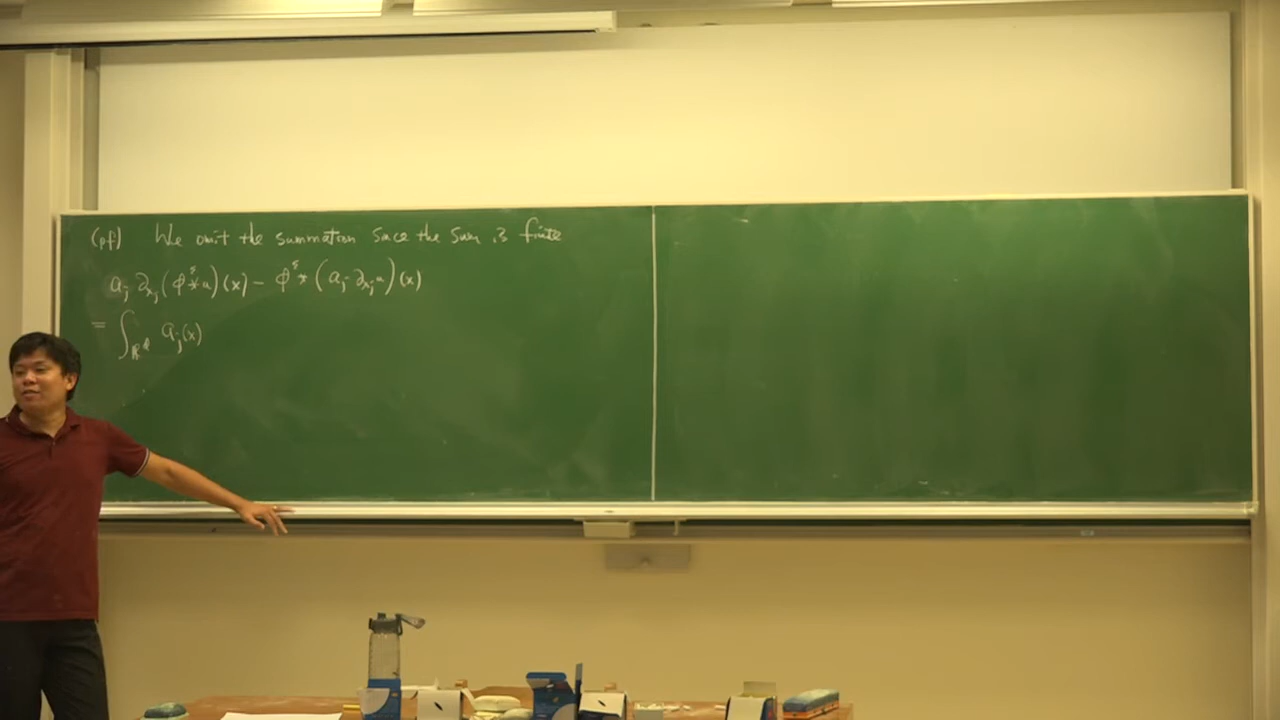 (pf) We omit the summation since the sum is finite
a_j ∂_{x_j} (ϕ^δ * u)(x) - ϕ^δ * (a_j ∂_{x_j} u)(x)
= ∫_{ℝ^d} a_j(x)